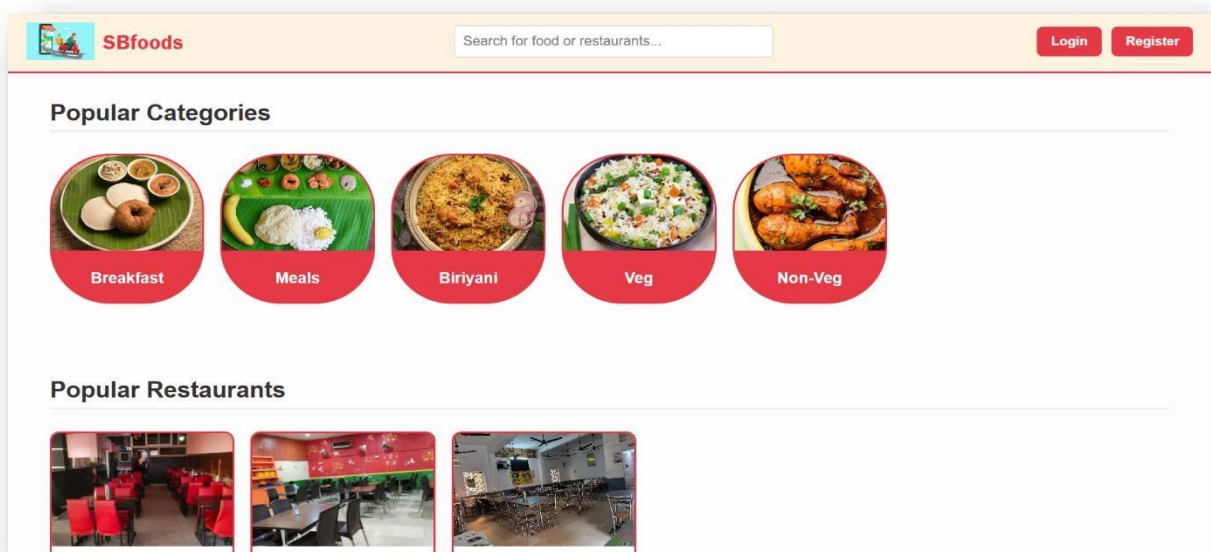 SBfoods
Search for food or restaurants...
Login
Register
Popular Categories
Breakfast
Meals
Biriyani
Veg
Non-Veg
Popular Restaurants